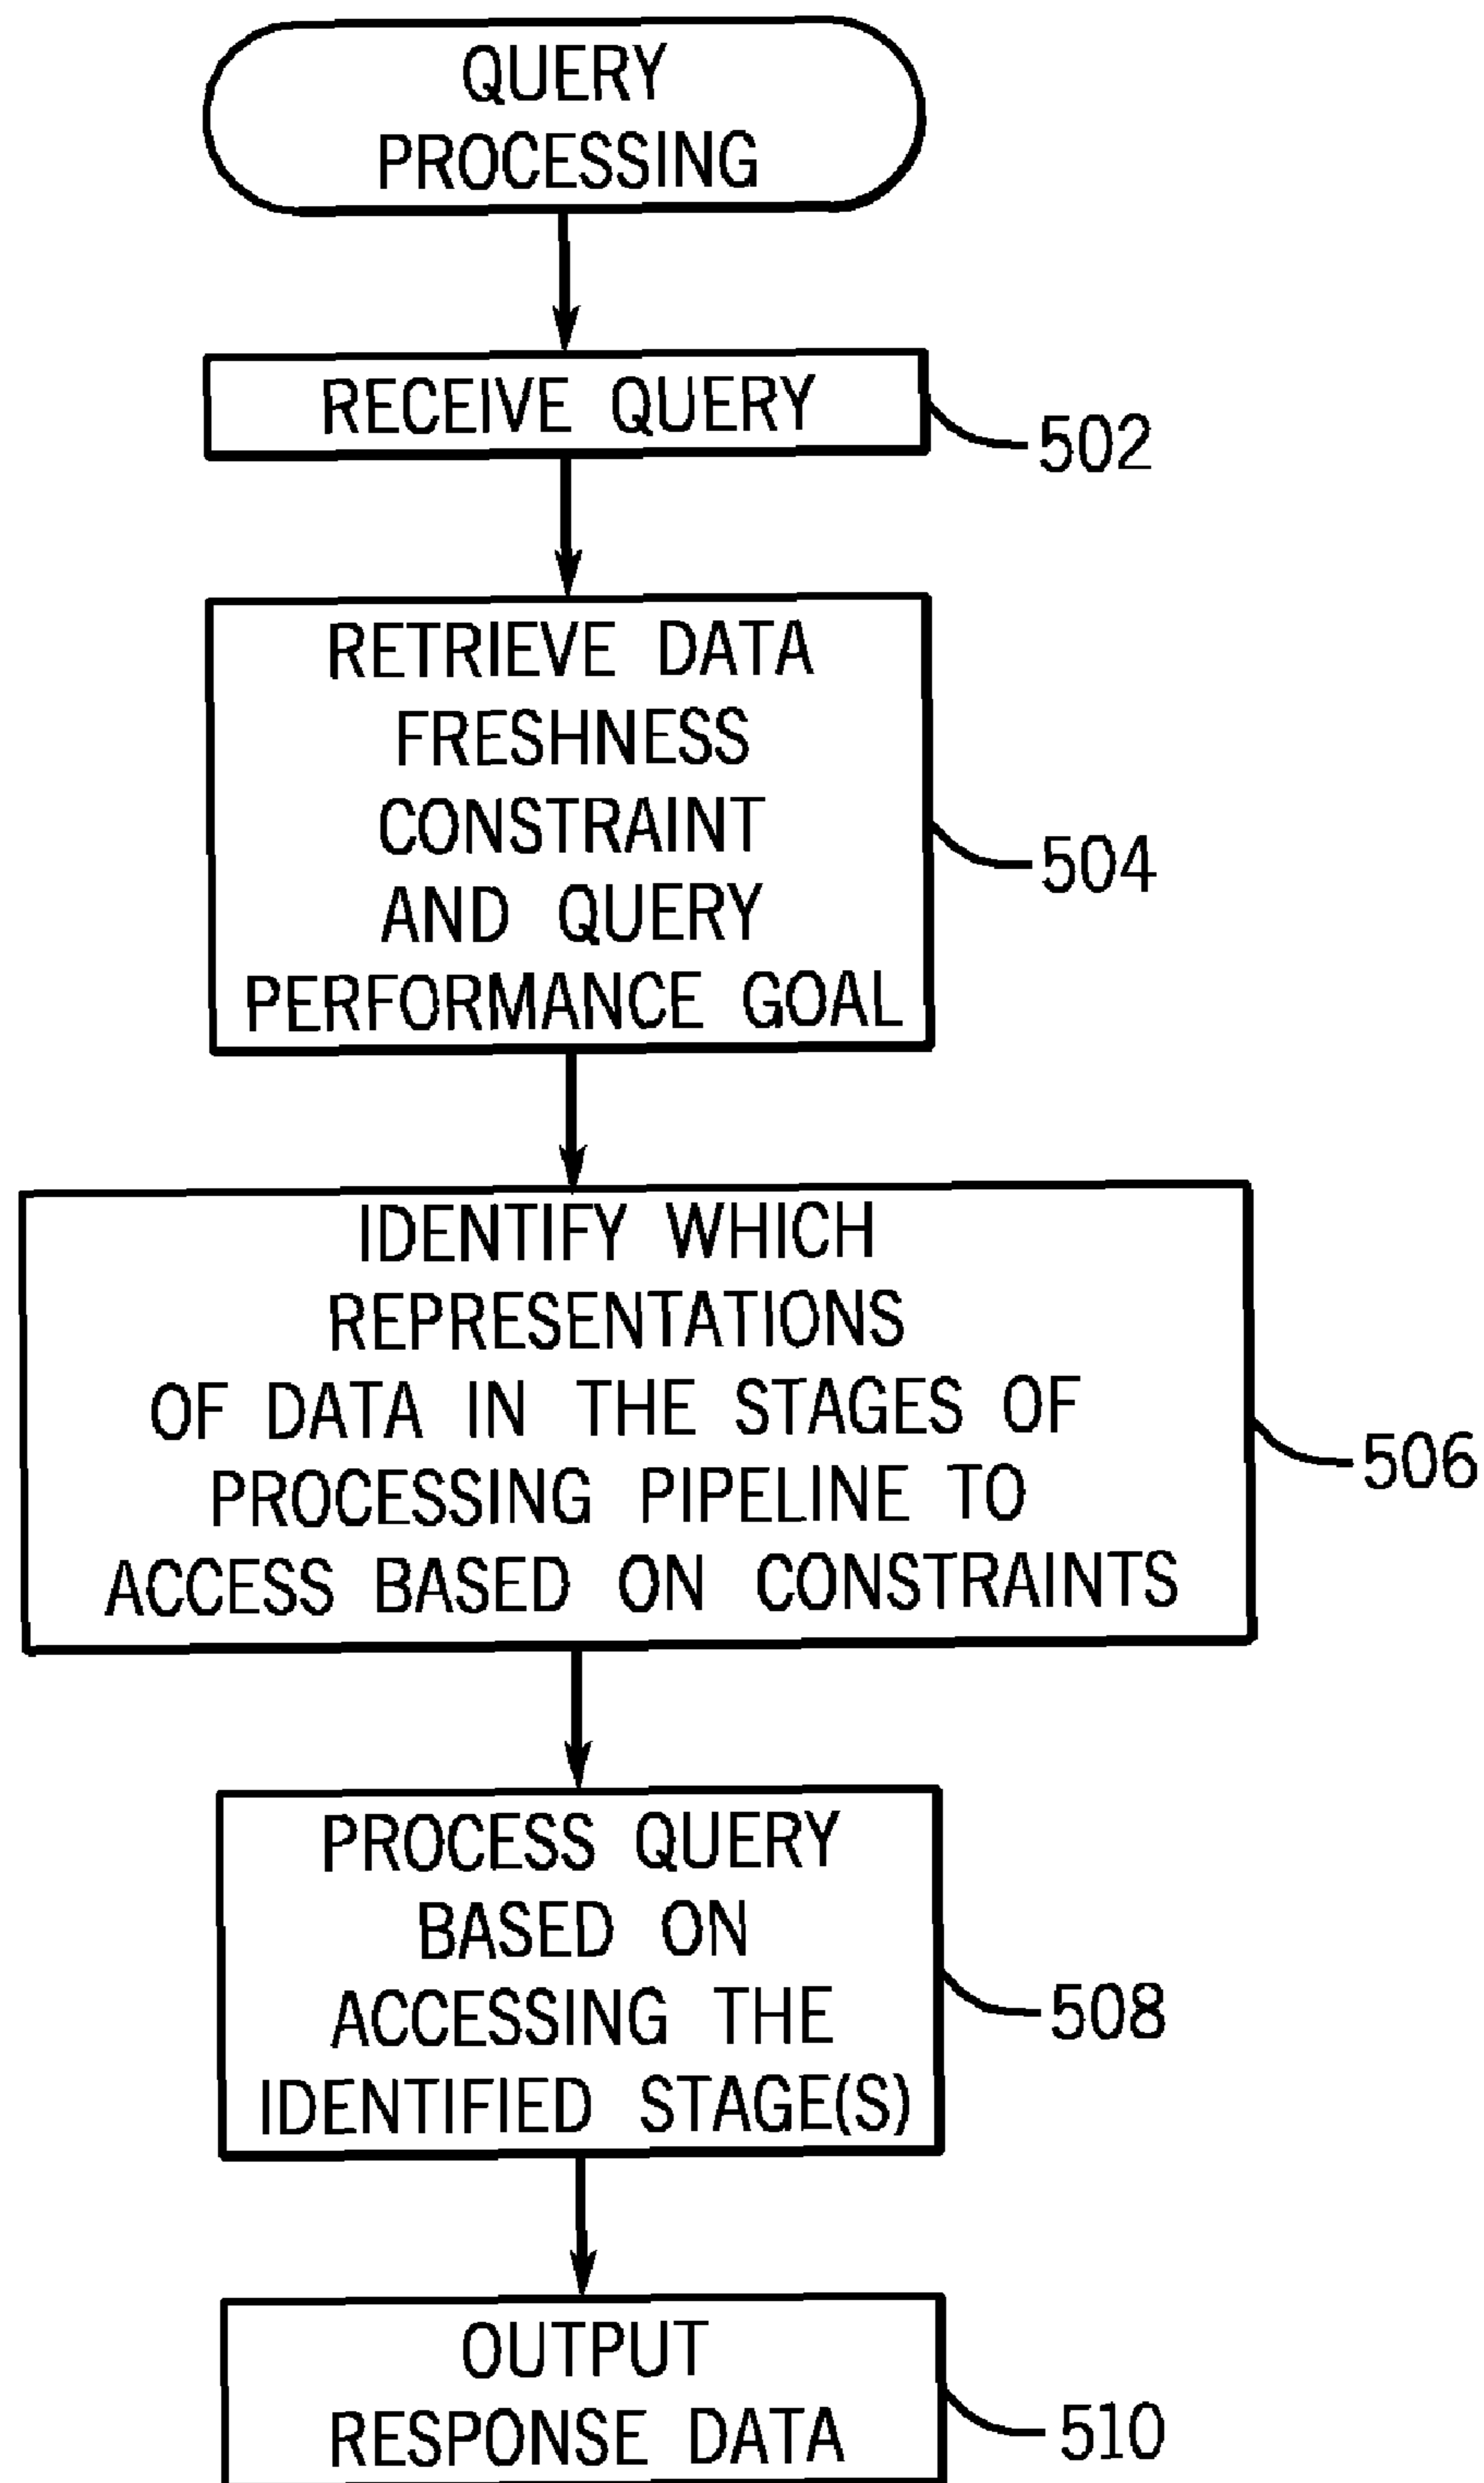 QUERY
PROCESSING
RECEIVE QUERY
502
RETRIEVE DATA
FRESHNESS
CONSTRAINT
AND QUERY
PERFORMANCE GOAL
504
IDENTIFY WHICH
REPRESENTATIONS
OF DATA IN THE STAGES OF
PROCESSING PIPELINE TO
ACCESS BASED ON CONSTRAINTS
506
PROCESS QUERY
BASED ON
ACCESSING THE
IDENTIFIED STAGE(S)
508
OUTPUT
RESPONSE DATA
510